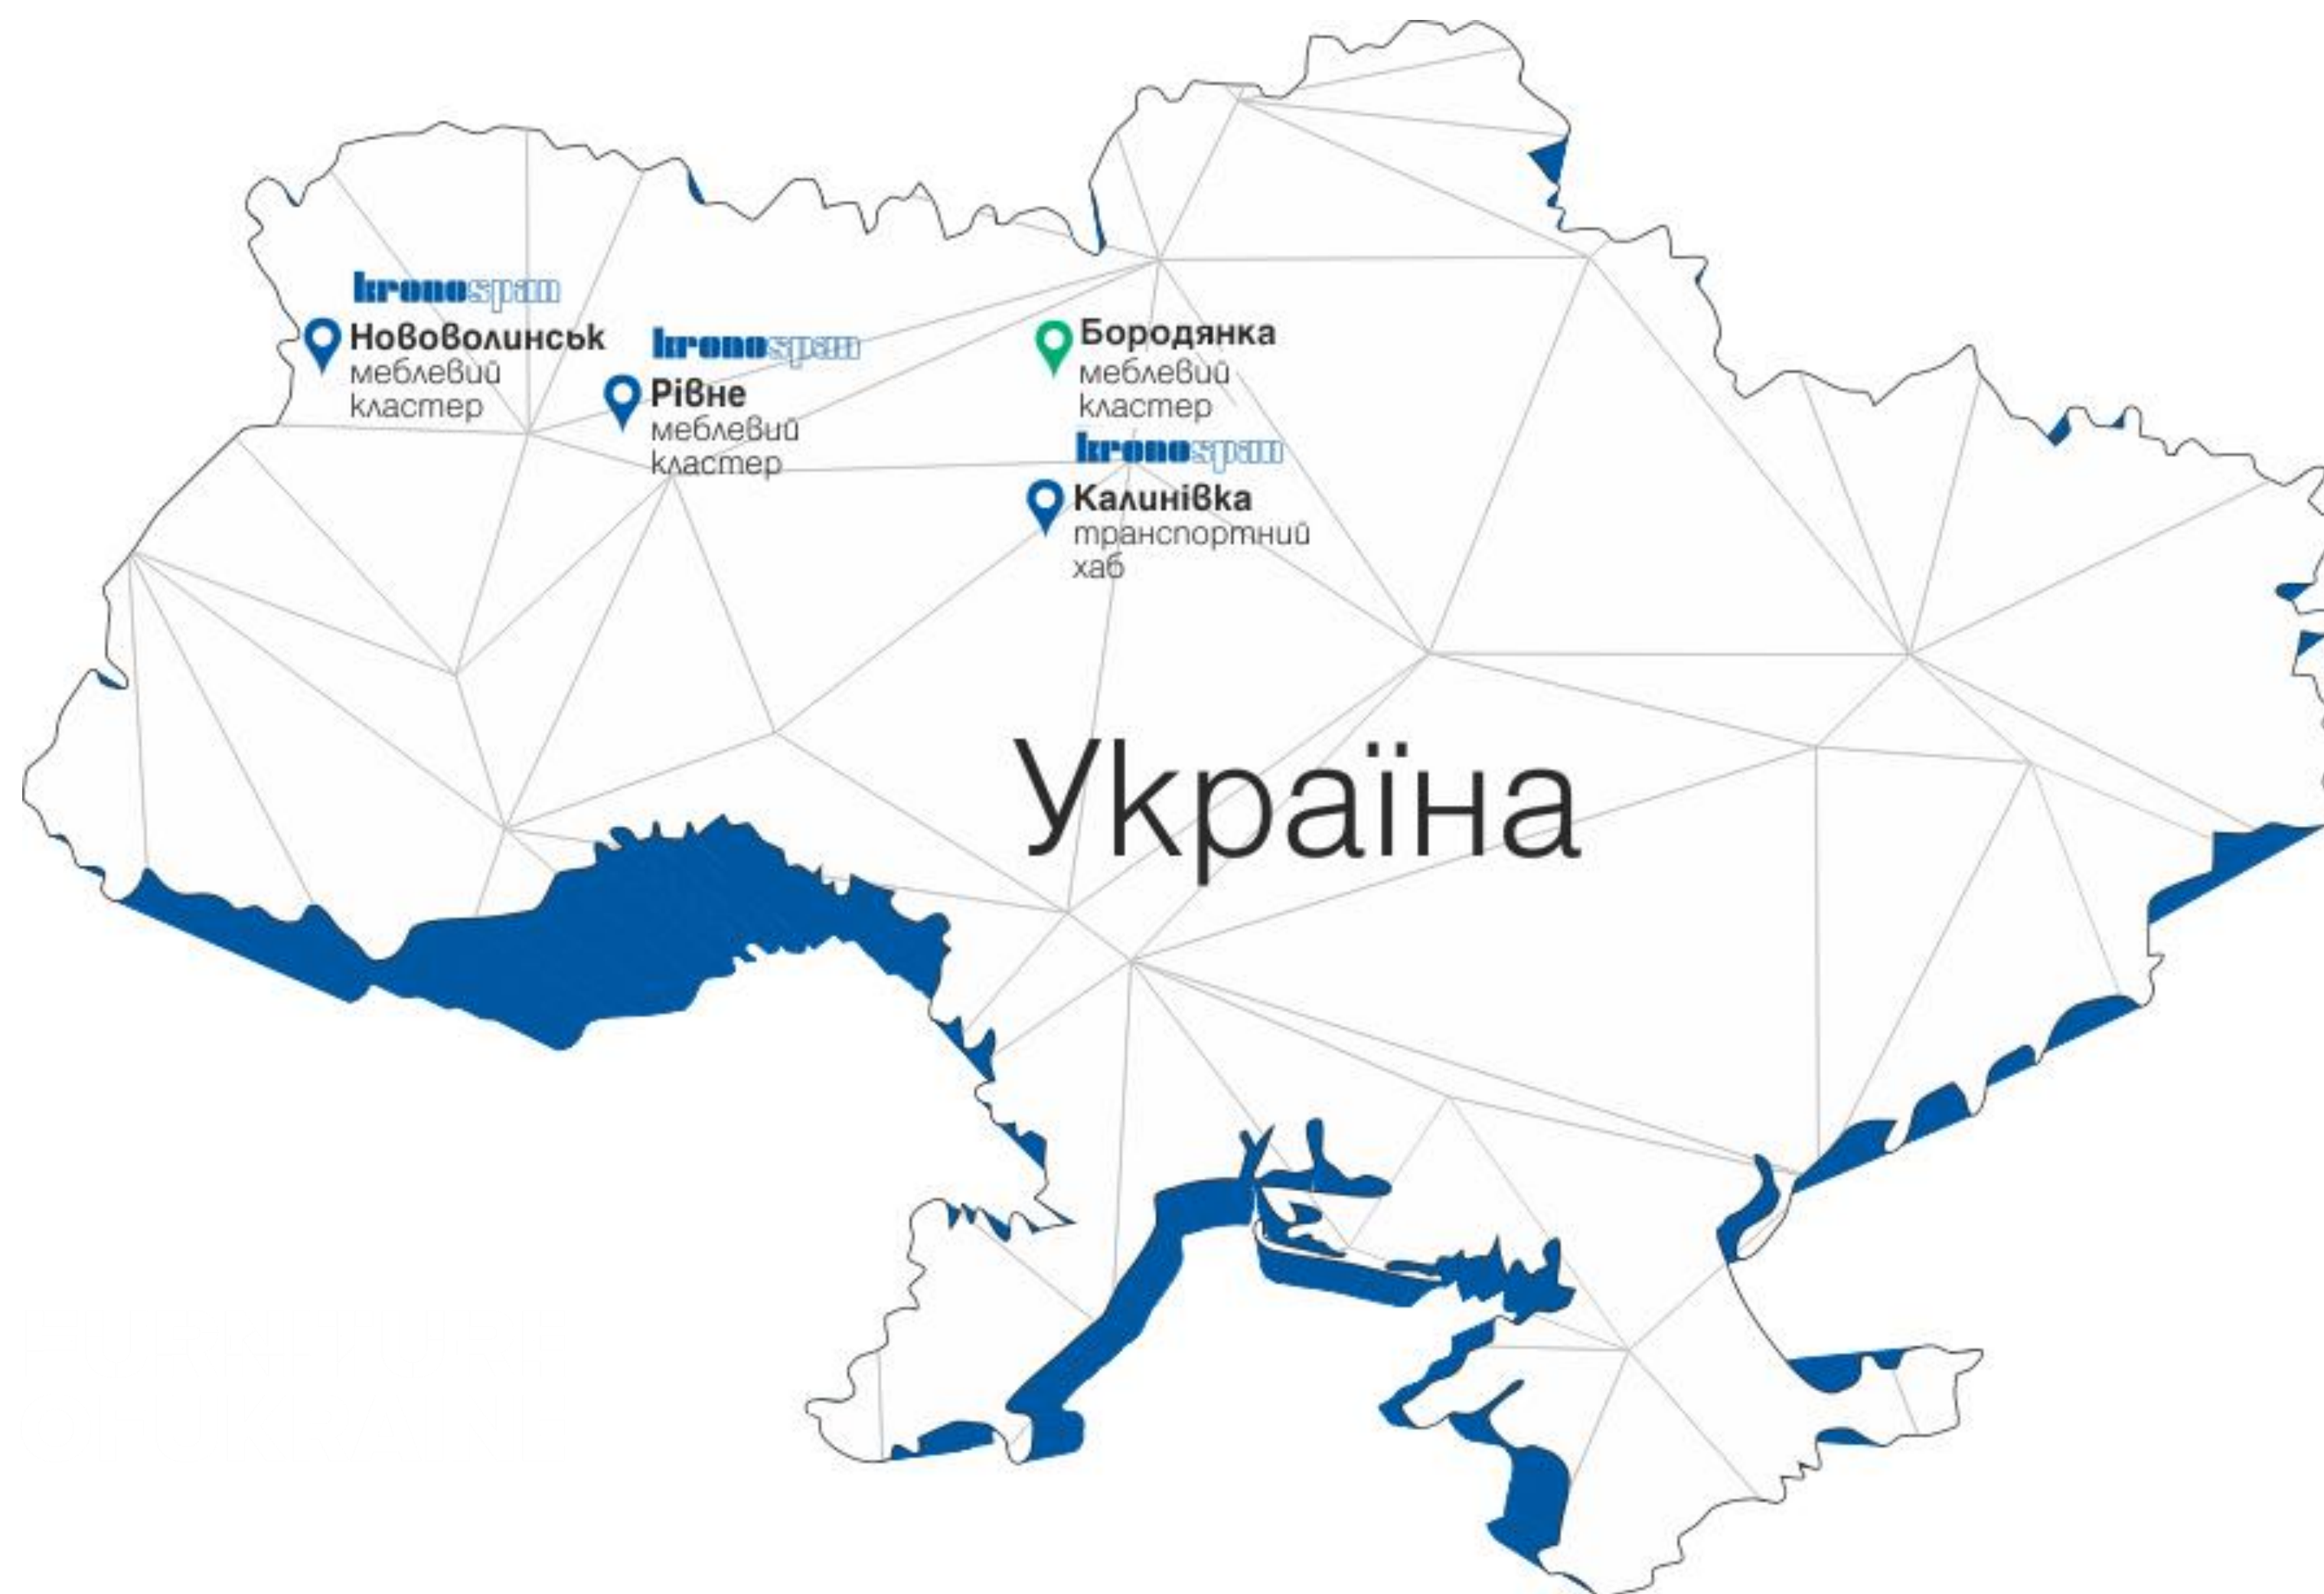 kronospan
Нововолинськ
меблевий
кластер
kronospan
Рівне
меблевий
кластер
Бородянка
меблевий
кластер
kronospan
Калинівка
транспортний
хаб
Україна